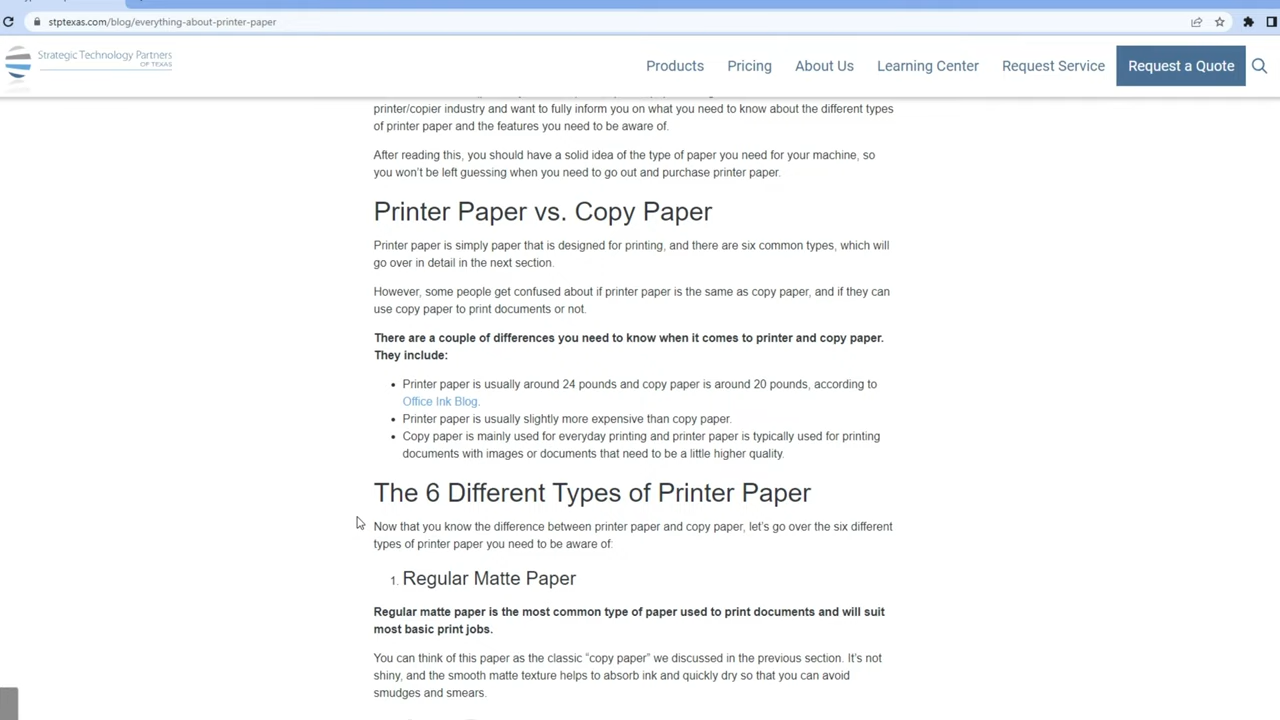 stptexas.com/blog/everything-about-printer-paper
Strategic Technology Partners
OF TEXAS
Products
Pricing
About Us
Learning Center
Request Service
Request a Quote
printer/copier industry and want to fully inform you on what you need to know about the different types
of printer paper and the features you need to be aware of.
After reading this, you should have a solid idea of the type of paper you need for your machine, so
you won't be left guessing when you need to go out and purchase printer paper.
Printer Paper vs. Copy Paper
Printer paper is simply paper that is designed for printing, and there are six common types, which will
go over in detail in the next section.
However, some people get confused about if printer paper is the same as copy paper, and if they can
use copy paper to print documents or not.
There are a couple of differences you need to know when it comes to printer and copy paper.
They include:
• Printer paper is usually around 24 pounds and copy paper is around 20 pounds, according to
Office Ink Blog.
• Printer paper is usually slightly more expensive than copy paper.
• Copy paper is mainly used for everyday printing and printer paper is typically used for printing
documents with images or documents that need to be a little higher quality.
The 6 Different Types of Printer Paper
Now that you know the difference between printer paper and copy paper, let's go over the six different
types of printer paper you need to be aware of:
1. Regular Matte Paper
Regular matte paper is the most common type of paper used to print documents and will suit
most basic print jobs.
You can think of this paper as the classic “copy paper” we discussed in the previous section. It's not
shiny, and the smooth matte texture helps to absorb ink and quickly dry so that you can avoid
smudges and smears.